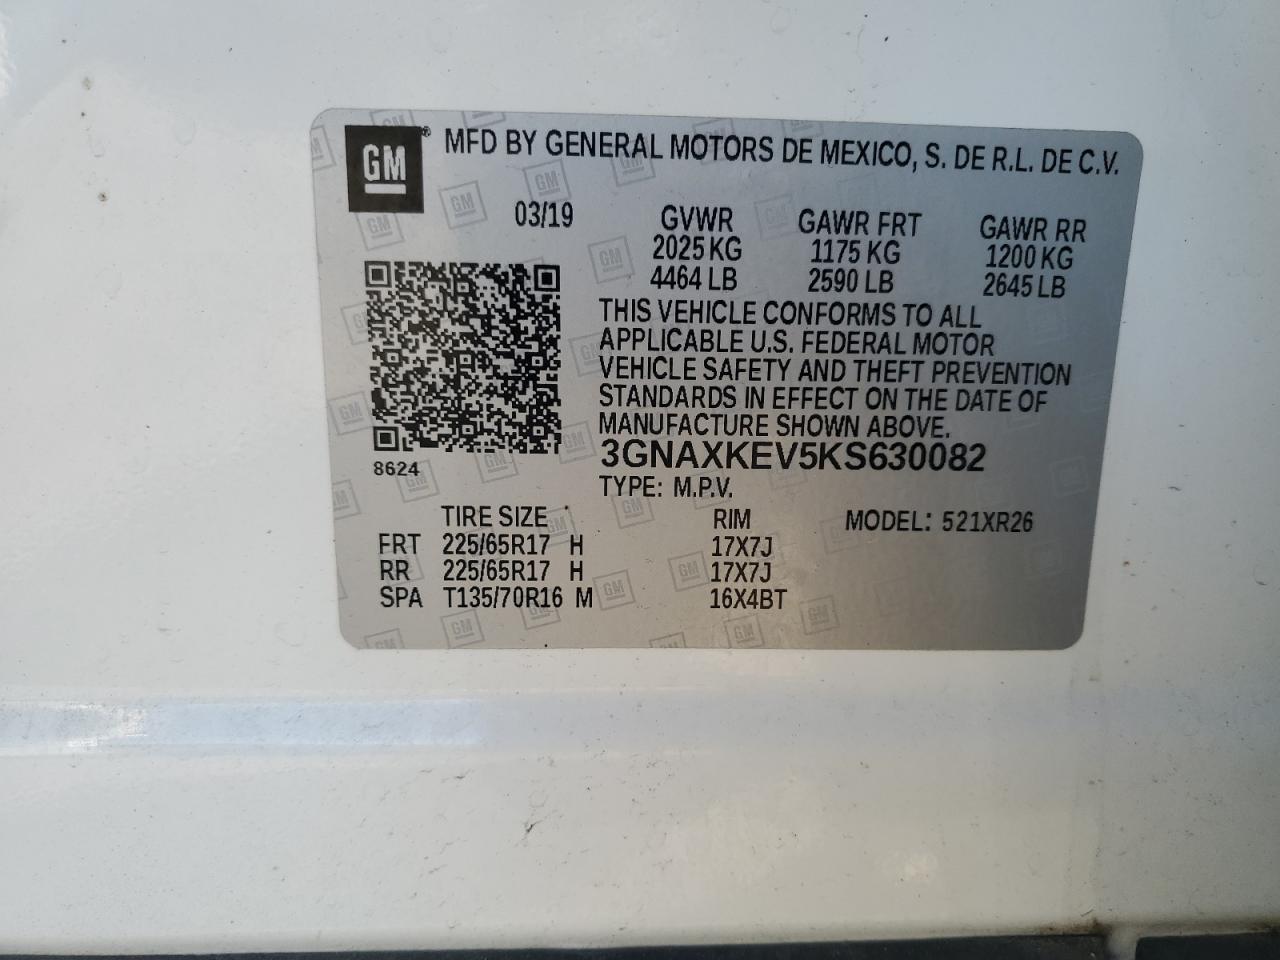 GM® MFD BY GENERAL MOTORS DE MEXICO, S. DE R.L. DE C.V.
03/19 GVWR GAWR FRT GAWR RR
2025 KG 1175 KG 1200 KG
4464 LB 2590 LB 2645 LB
THIS VEHICLE CONFORMS TO ALL
APPLICABLE U.S. FEDERAL MOTOR
VEHICLE SAFETY AND THEFT PREVENTION
STANDARDS IN EFFECT ON THE DATE OF
MANUFACTURE SHOWN ABOVE.
3GNAXKEV5KS630082
8624
TYPE: M.P.V.
TIRE SIZE RIM MODEL: 521XR26
FRT 225/65R17 H 17X7J
RR 225/65R17 H 17X7J
SPA T135/70R16 M 16X4BT